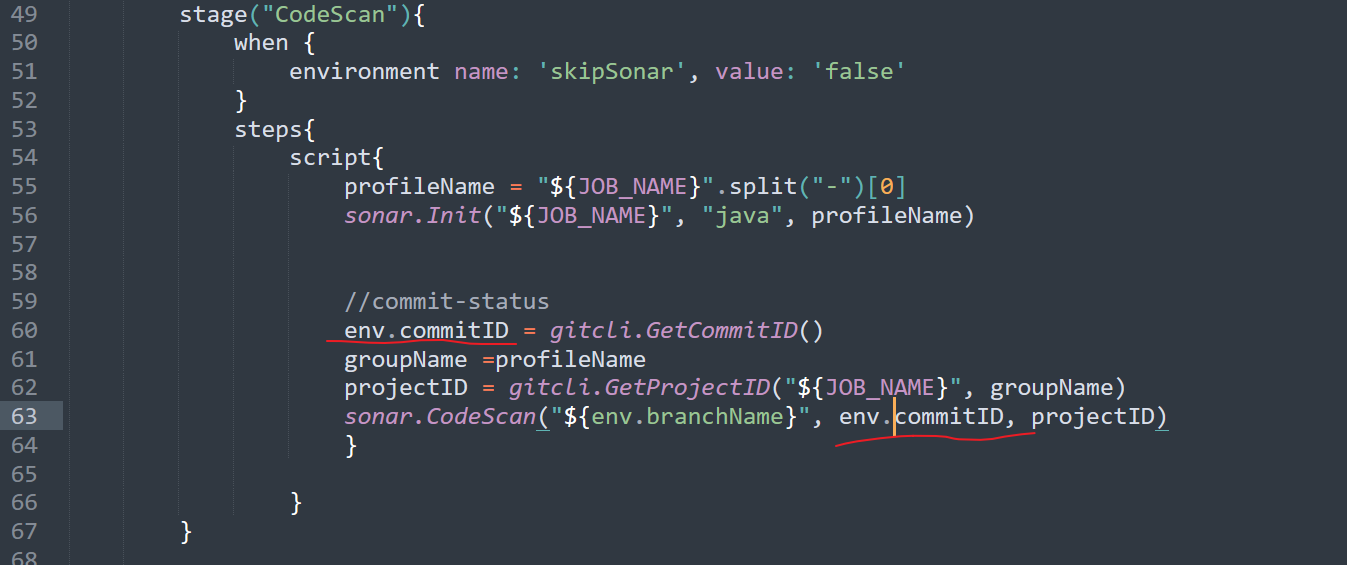 49 stage("CodeScan"){
50 when {
51 environment name: 'skipSonar', value: 'false'
52 }
53 steps{
54 script{
55 profileName = "${JOB_NAME}".split("-")[0]
56 sonar.Init("${JOB_NAME}", "java", profileName)
57
58
59 //commit-status
60 env.commitID = gitcli.GetCommitID()
61 groupName =profileName
62 projectID = gitcli.GetProjectID("${JOB_NAME}", groupName)
63 sonar.CodeScan("${env.branchName}", env.commitID, projectID)
64 }
65
66 }
67 }
68